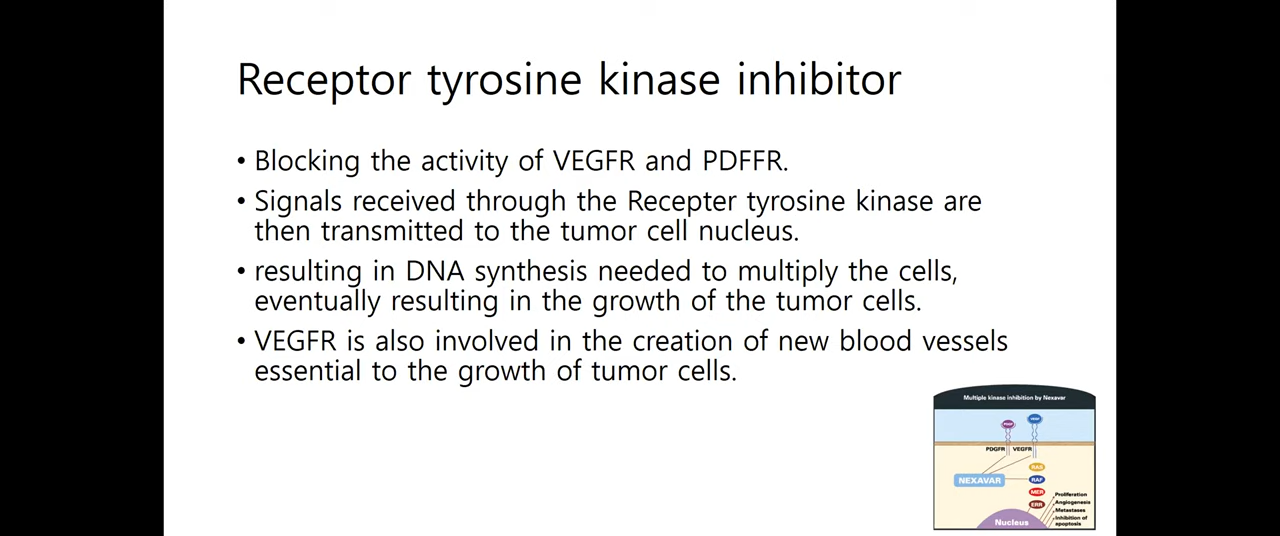 Receptor tyrosine kinase inhibitor
• Blocking the activity of VEGFR and PDFFR.
• Signals received through the Recepter tyrosine kinase are
then transmitted to the tumor cell nucleus.
• resulting in DNA synthesis needed to multiply the cells,
eventually resulting in the growth of the tumor cells.
• VEGFR is also involved in the creation of new blood vessels
essential to the growth of tumor cells.
Multiple kinase inhibition by Nexavar
PDGFR VEGFR
RAS
NEXAVAR RAF
Proliferation
Angiogenesis
Metastases
Inhibition of
apoptosis
Nucleus